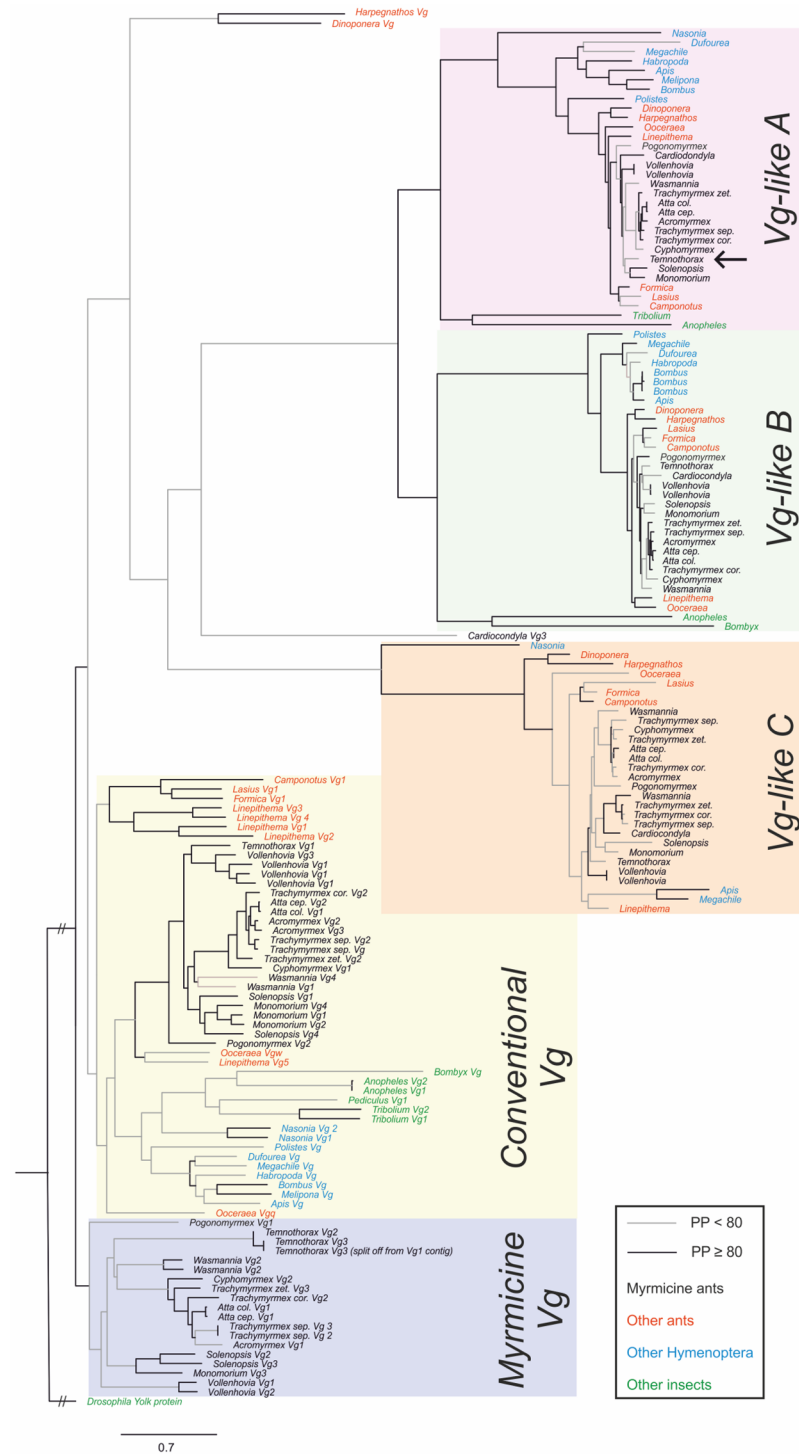 Harpegnathos Vg
Dinoponera Vg
Nasonia
Dufourea
Megachile
Habropoda
Apis
Melipona
Bombus
Polistes
Dinoponera
Harpegnathos
Ooceraea
Linepithema
Pogonomyrmex
Cardiodondyla
Vollenhovia
Vollenhovia
Wasmannia
Trachymyrmex zet.
Atta col.
Atta cep.
Acromyrmex
Trachymyrmex sep.
Trachymyrmex cor.
Cyphomyrmex
Temnothorax
Solenopsis
Monomorium
Formica
Lasius
Camponotus
Tribolium
Anopheles
Vg-like A
Polistes
Megachile
Dufourea
Habropoda
Bombus
Bombus
Bombus
Apis
Dinoponera
Harpegnathos
Lasius
Formica
Camponotus
Pogonomyrmex
Temnothorax
Cardiocondyla
Vollenhovia
Vollenhovia
Solenopsis
Monomorium
Trachymyrmex zet.
Trachymyrmex sep.
Acromyrmex
Atta cep.
Atta col.
Trachymyrmex cor.
Cyphomyrmex
Wasmannia
Linepithema
Ooceraea
Anopheles
Bombyx
Vg-like B
Cardiocondyla Vg3
Nasonia
Dinoponera
Harpegnathos
Ooceraea
Lasius
Formica
Camponotus
Wasmannia
Trachymyrmex sep.
Cyphomyrmex
Trachymyrmex zet.
Atta cep.
Atta col.
Trachymyrmex cor.
Acromyrmex
Pogonomyrmex
Wasmannia
Trachymyrmex zet.
Trachymyrmex cor.
Trachymyrmex sep.
Cardiocondyla
Solenopsis
Monomorium
Temnothorax
Vollenhovia
Vollenhovia
Apis
Megachile
Linepithema
Vg-like C
Camponotus Vg1
Lasius Vg1
Formica Vg1
Linepithema Vg3
Linepithema Vg 4
Linepithema Vg1
Linepithema Vg2
Temnothorax Vg1
Vollenhovia Vg3
Vollenhovia Vg1
Vollenhovia Vg1
Vollenhovia Vg1
Trachymyrmex cor. Vg2
Atta cep. Vg2
Atta col. Vg1
Acromyrmex Vg2
Acromyrmex Vg3
Trachymyrmex sep. Vg2
Trachymyrmex sep. Vg
Trachymyrmex zet. Vg2
Cyphomyrmex Vg1
Wasmannia Vg4
Wasmannia Vg1
Solenopsis Vg1
Monomorium Vg4
Monomorium Vg1
Monomorium Vg2
Solenopsis Vg4
Pogonomyrmex Vg2
Ooceraea Vgw
Linepithema Vg5
Bombyx Vg
Anopheles Vg2
Anopheles Vg1
Pediculus Vg1
Tribolium Vg2
Tribolium Vg1
Nasonia Vg 2
Nasonia Vg1
Polistes Vg
Dufourea Vg
Megachile Vg
Habropoda Vg
Bombus Vg
Melipona Vg
Apis Vg
Ooceraea Vgq
Conventional
Vg
Pogonomyrmex Vg1
Temnothorax Vg2
Temnothorax Vg3
Temnothorax Vg3 (split off from Vg1 contig)
Wasmannia Vg2
Wasmannia Vg2
Cyphomyrmex Vg2
Trachymyrmex zet. Vg3
Trachymyrmex cor. Vg2
Atta col. Vg1
Atta cep. Vg1
Trachymyrmex sep. Vg 3
Trachymyrmex sep. Vg 2
Acromyrmex Vg1
Solenopsis Vg2
Solenopsis Vg3
Monomorium Vg3
Vollenhovia Vg1
Vollenhovia Vg2
Myrmicine
Vg
Drosophila Yolk protein
0.7
PP < 80
PP ≥ 80
Myrmicine ants
Other ants
Other Hymenoptera
Other insects